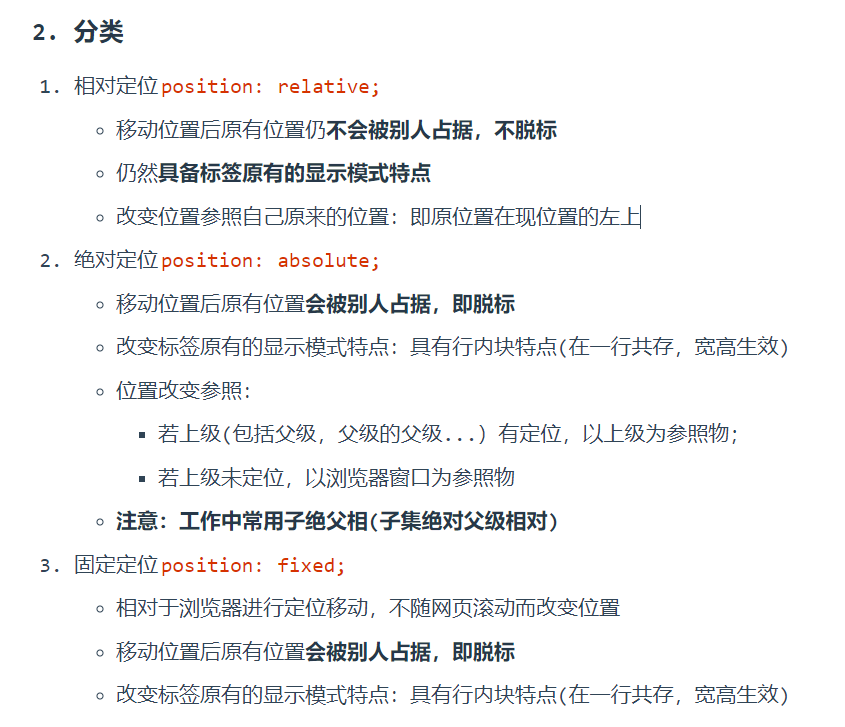 2. 分类
1. 相对定位position: relative;
移动位置后原有位置仍不会被别人占据，不脱标
仍然具备标签原有的显示模式特点
改变位置参照自己原来的位置：即原位置在现位置的左上
2. 绝对定位position: absolute;
移动位置后原有位置会被别人占据，即脱标
改变标签原有的显示模式特点：具有行内块特点(在一行共存，宽高生效)
位置改变参照：
若上级(包括父级，父级的父级...) 有定位，以上级为参照物；
若上级未定位，以浏览器窗口为参照物
注意：工作中常用子绝父相(子集绝对父级相对)
3. 固定定位position: fixed;
相对于浏览器进行定位移动，不随网页滚动而改变位置
移动位置后原有位置会被别人占据，即脱标
改变标签原有的显示模式特点：具有行内块特点(在一行共存，宽高生效)